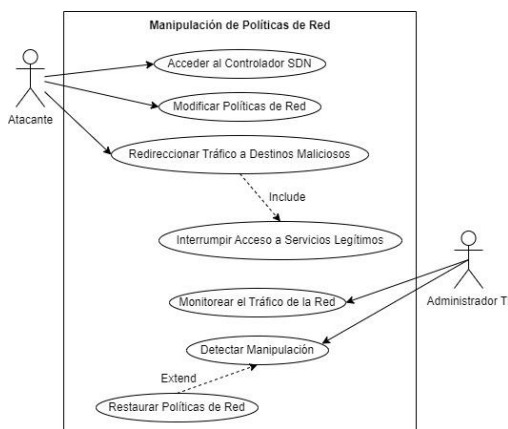 Manipulación de Políticas de Red
Acceder al Controlador SDN
Modificar Políticas de Red
Atacante
Redireccionar Tráfico a Destinos Maliciosos
Include
Interrumpir Acceso a Servicios Legítimos
Monitorear el Tráfico de la Red
Administrador T
Detectar Manipulación
Extend
Restaurar Políticas de Red